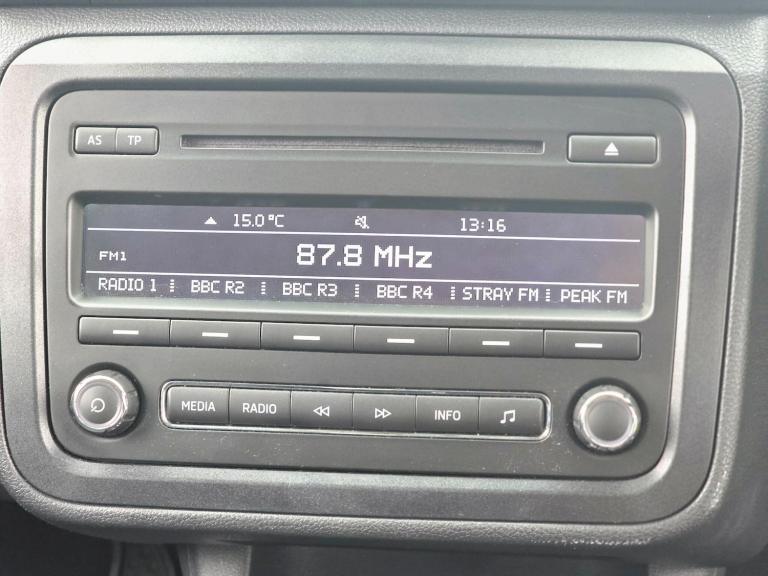 AS TP
15.0°C 13:16
FM1 87.8 MHz
RADIO 1 BBC R2 BBC R3 BBC R4 STRAY FM PEAK FM
MEDIA RADIO INFO